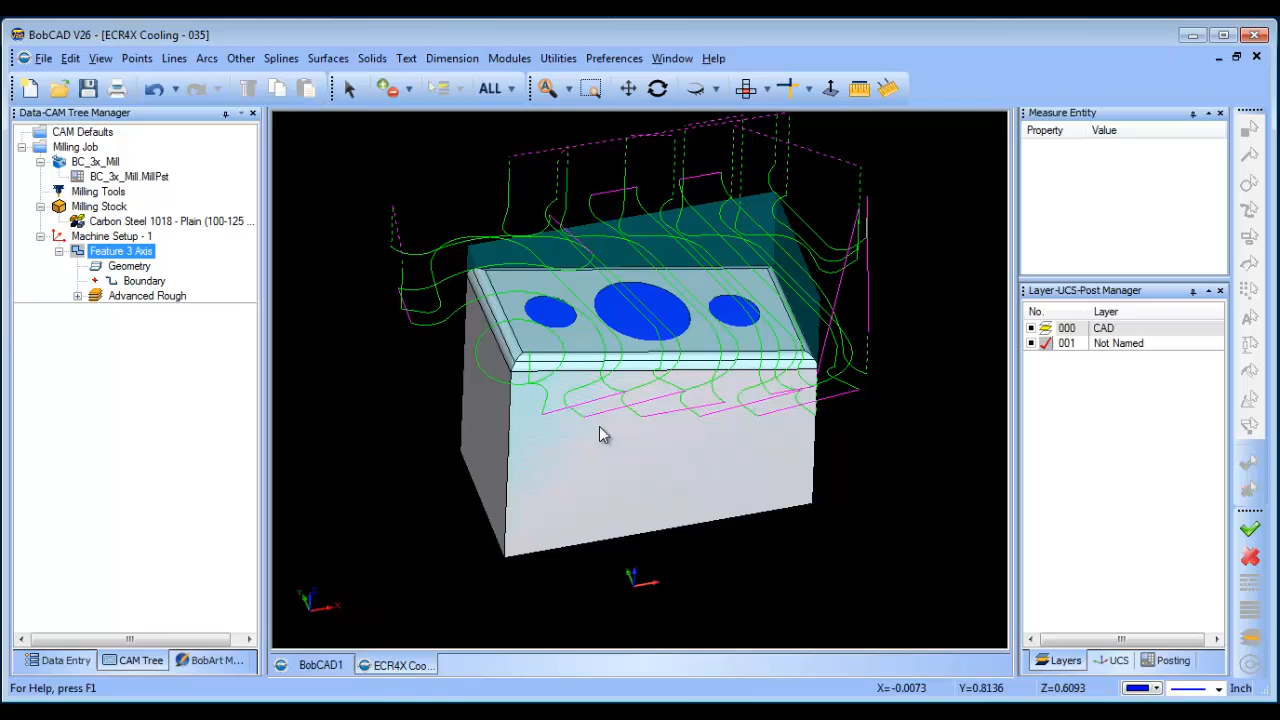 BobCAD V26 - [ECR4X Cooling - 035]
File Edit View Points Lines Arcs Other Splines Surfaces Solids Text Dimension Modules Utilities Preferences Window Help
ALL
Data-CAM Tree Manager
CAM Defaults
Milling Job
BC_3x_Mill
BC_3x_Mill.MillPst
Milling Tools
Milling Stock
Carbon Steel 1018 - Plain (100-125 ...
Machine Setup - 1
Feature 3 Axis
Geometry
Boundary
Advanced Rough
Measure Entity
Property Value
Layer-UCS-Post Manager
No. Layer
000 CAD
001 Not Named
X
Data Entry CAM Tree BobArt M...
BobCAD1 ECR4X Coo...
Layers UCS Posting
For Help, press F1
X=-0.0073 Y=0.8136 Z=0.6093 Inch